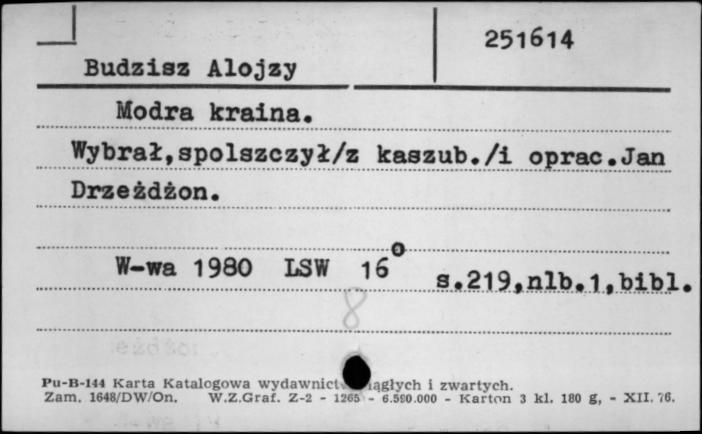 251614
Budzisz Alojzy
Modra kraina.
Wybrał,spolszczył/z kaszub./i oprac.Jan
Drzeżdżon.
W-wa 1980 LSW 16⁰ s.219,nlb.1,bibl.
8
Pu-B-144 Karta Katalogowa wydawnict ągłych i zwartych.
Zam. 1648/DW/On. W.Z.Graf. Z-2 - 1265 - 6.590.000 - Karton 3 kl. 180 g, - XII. 76.